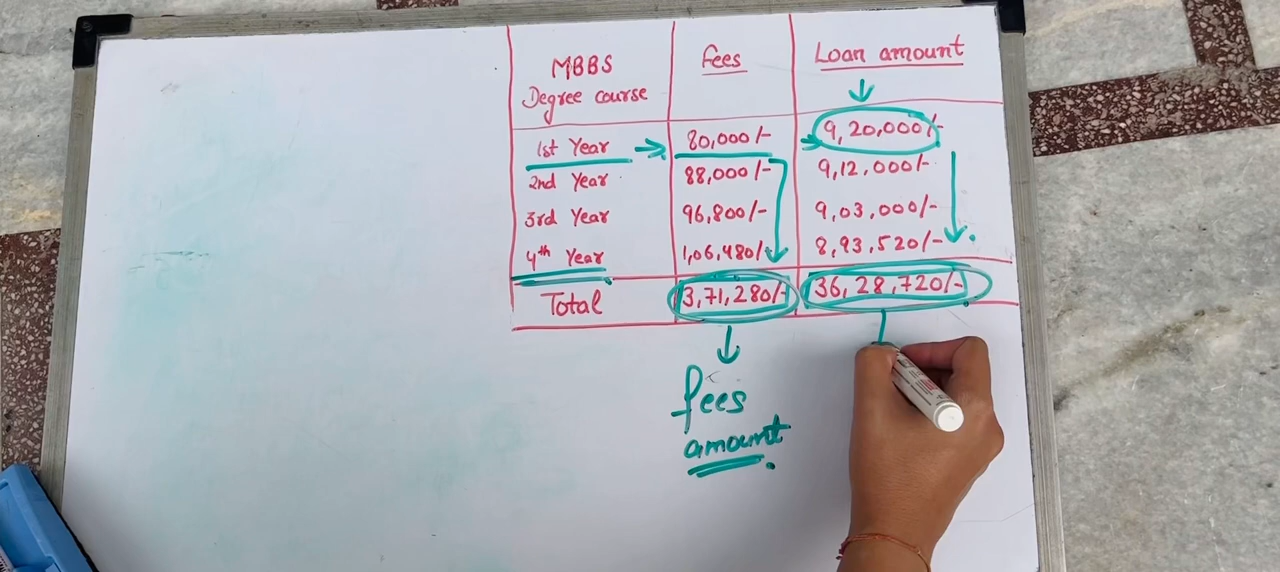 MBBS Degree course Fees Loan amount
1st Year 80,000/- 9,20,000/-
2nd Year 88,000/- 9,12,000/-
3rd Year 96,800/- 9,03,000/-
4th Year 1,06,480/- 8,93,520/-
Total 3,71,280/- 36,28,720/-
fees
amount